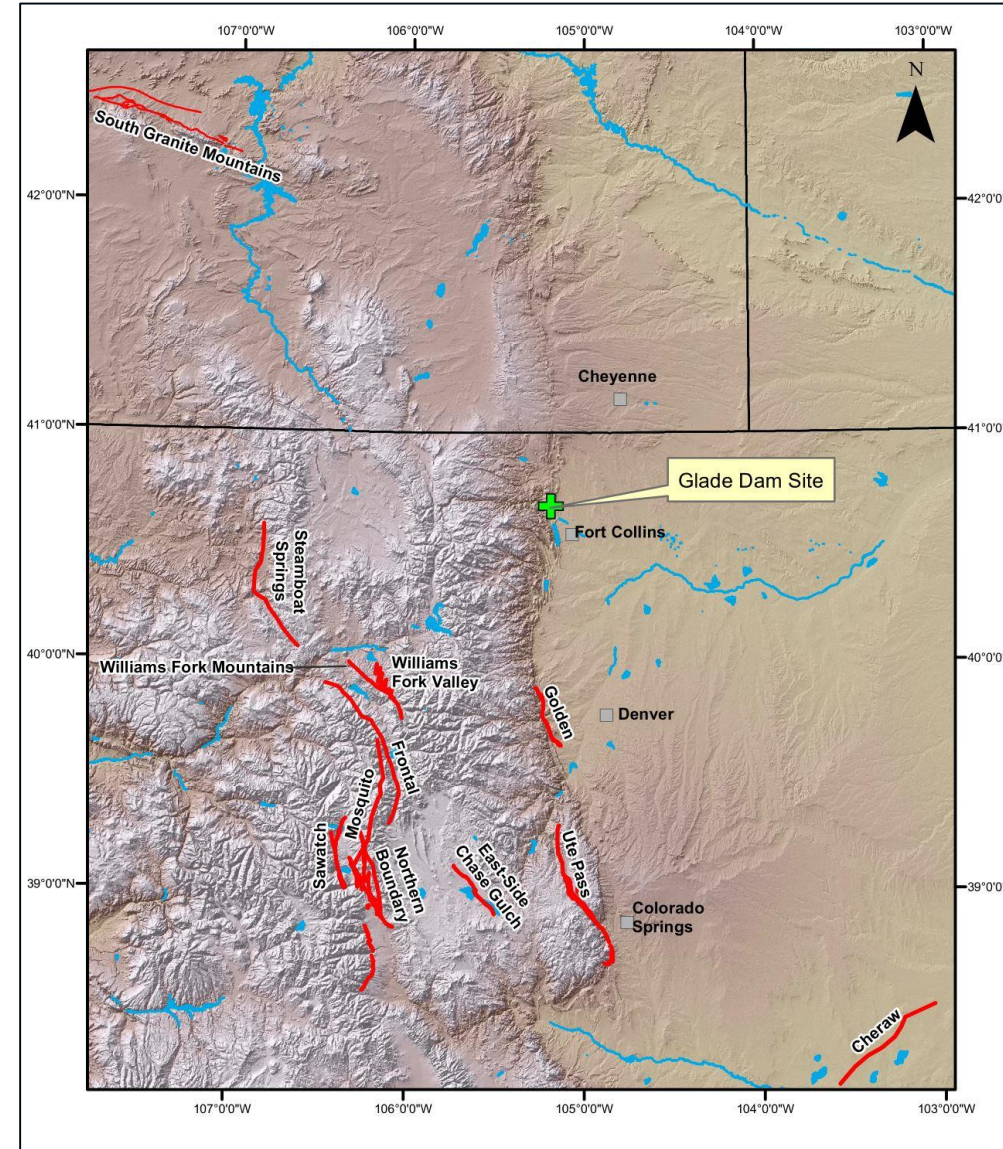 107°0'0"W
106°0'0"W
105°0'0"W
104°0'0"W
103°0'0"W
N
South Granite Mountains
42°0'0"N
42°0'0"N
Cheyenne
41°0'0"N
41°0'0"N
Glade Dam Site
Fort Collins
Steamboat
Springs
40°0'0"N
40°0'0"N
Williams Fork Mountains
Williams
Fork Valley
Golden
Denver
Frontal
Mosquito
Sawatch
Northern
Boundary
East-Side
Chase Gulch
Ute Pass
39°0'0"N
39°0'0"N
Colorado
Springs
Cheraw
107°0'0"W
106°0'0"W
105°0'0"W
104°0'0"W
103°0'0"W